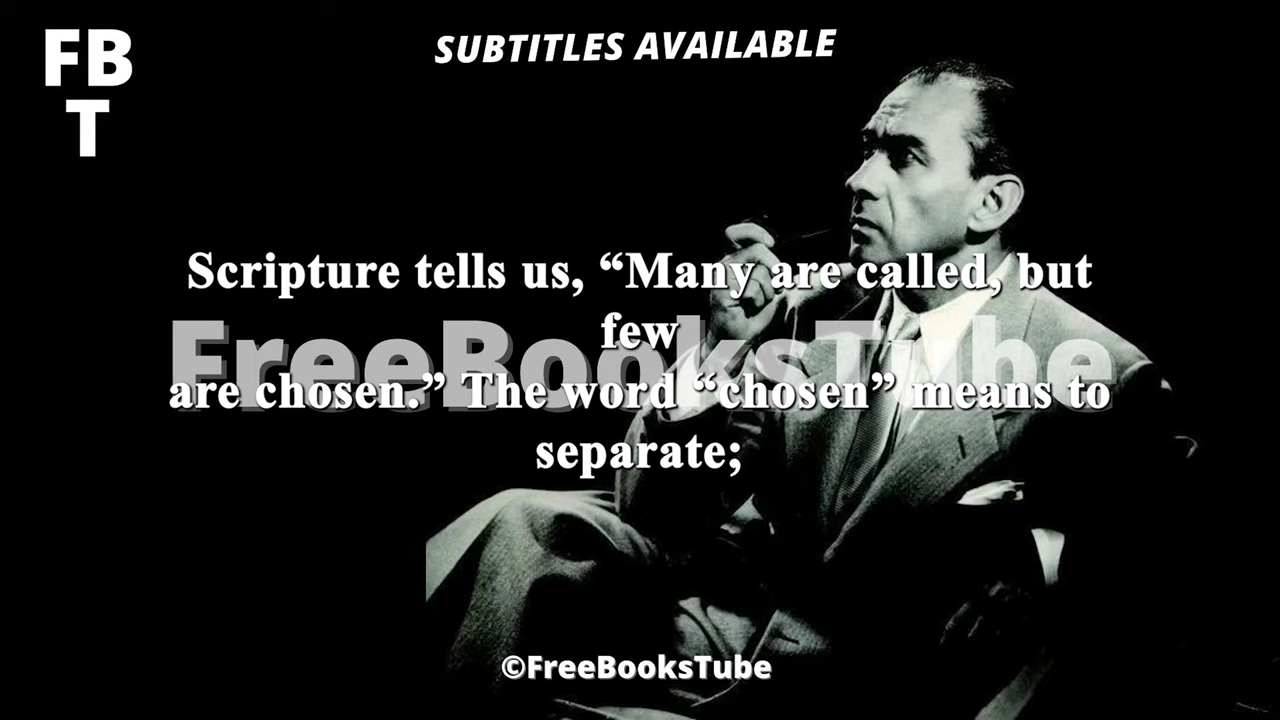 FB
T
SUBTITLES AVAILABLE
Scripture tells us, “Many are called, but
few
FreeBooksTube
are chosen.” The word “chosen” means to
separate;
©FreeBooksTube